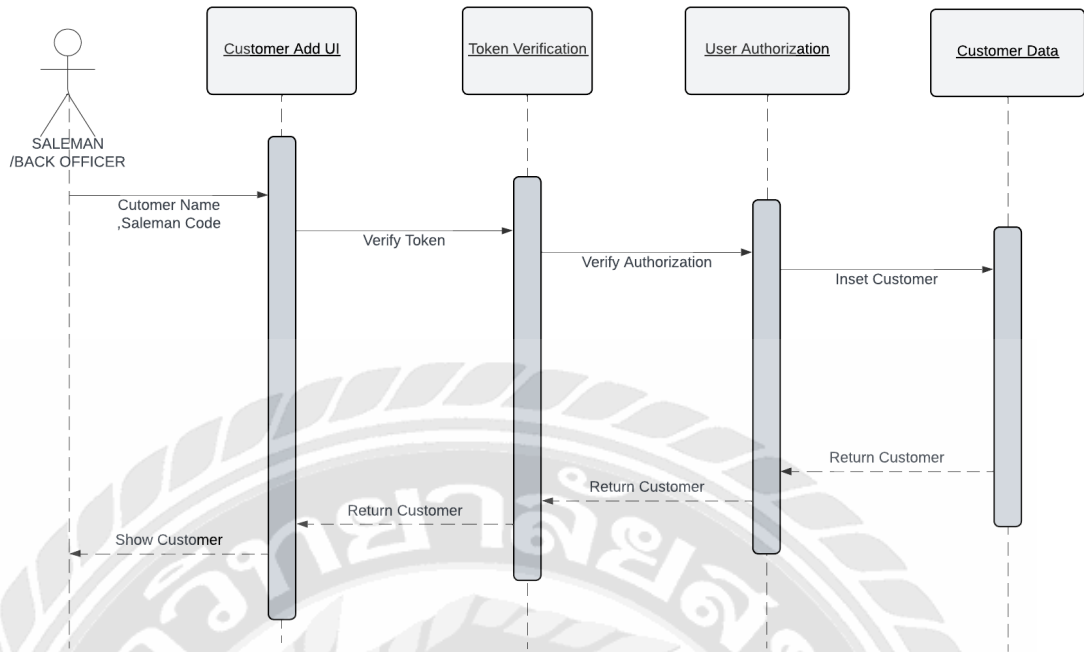 Customer Add UI
Token Verification
User Authorization
Customer Data
SALEMAN
/BACK OFFICER
Cutomer Name
,Saleman Code
Verify Token
Verify Authorization
Inset Customer
Return Customer
Return Customer
Return Customer
Show Customer